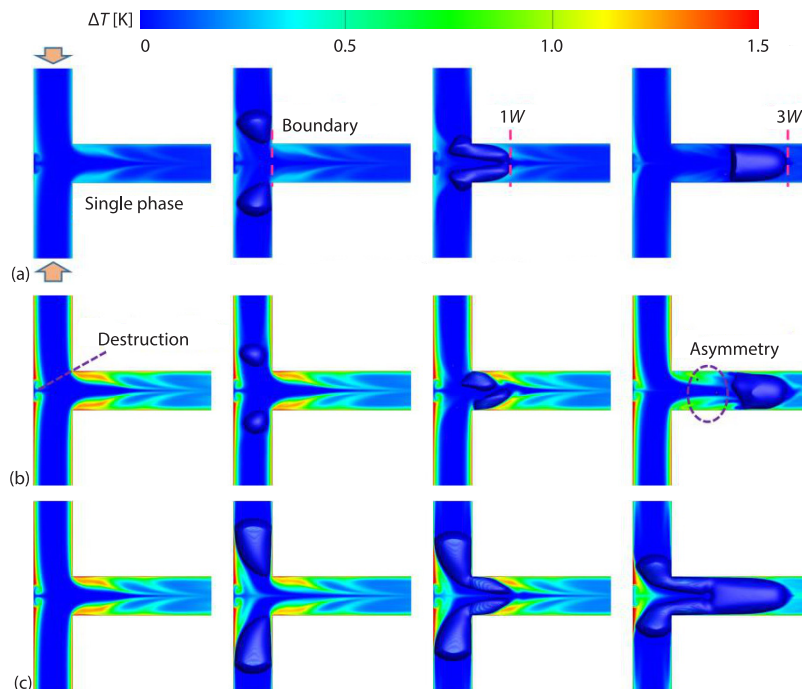 ΔT [K]
0 0.5 1.0 1.5
Boundary
1W
3W
Single phase
(a)
Destruction
Asymmetry
(b)
(c)